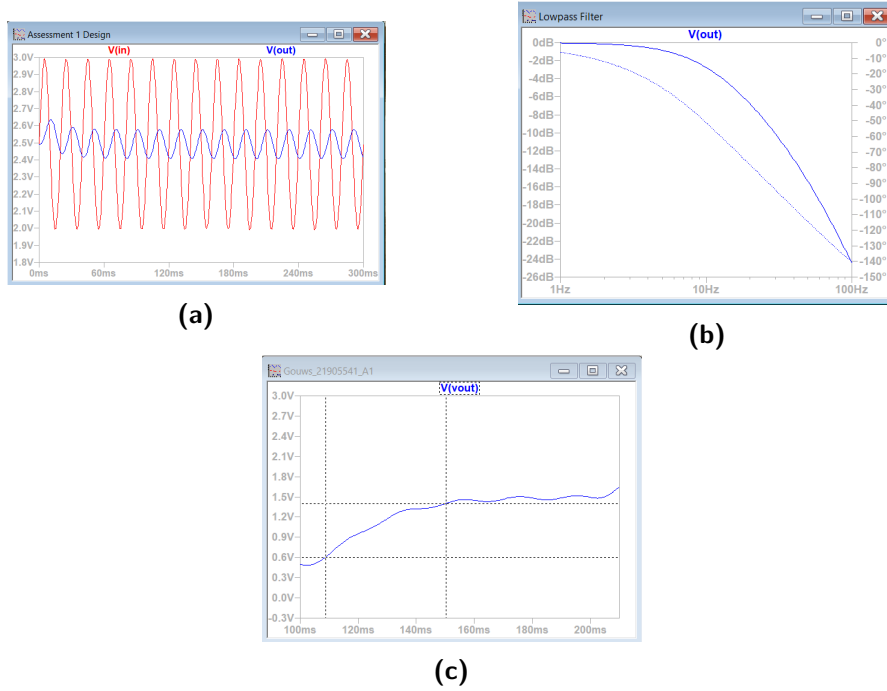 Assessment 1 Design
V(in) V(out)
3.0V
2.9V
2.8V
2.7V
2.6V
2.5V
2.4V
2.3V
2.2V
2.1V
2.0V
1.9V
1.8V
0ms 60ms 120ms 180ms 240ms 300ms
(a)
Lowpass Filter
V(out)
0dB 0°
-2dB -10°
-4dB -20°
-6dB -30°
-8dB -40°
-10dB -50°
-12dB -60°
-14dB -70°
-16dB -80°
-18dB -90°
-20dB -100°
-22dB -110°
-24dB -120°
-26dB -130°
-140°
-150°
1Hz 10Hz 100Hz
(b)
Gouws_21905541_A1
V(vout)
3.0V
2.7V
2.4V
2.1V
1.8V
1.5V
1.2V
0.9V
0.6V
0.3V
0.0V
-0.3V
100ms 120ms 140ms 160ms 180ms 200ms
(c)